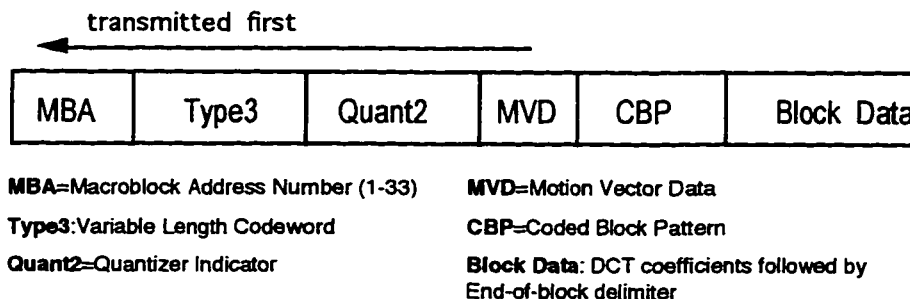 transmitted first
MBA Type3 Quant2 MVD CBP Block Data
MBA=Macroblock Address Number (1-33)
Type3:Variable Length Codeword
Quant2=Quantizer Indicator
MVD=Motion Vector Data
CBP=Coded Block Pattern
Block Data: DCT coefficients followed by
End-of-block delimiter